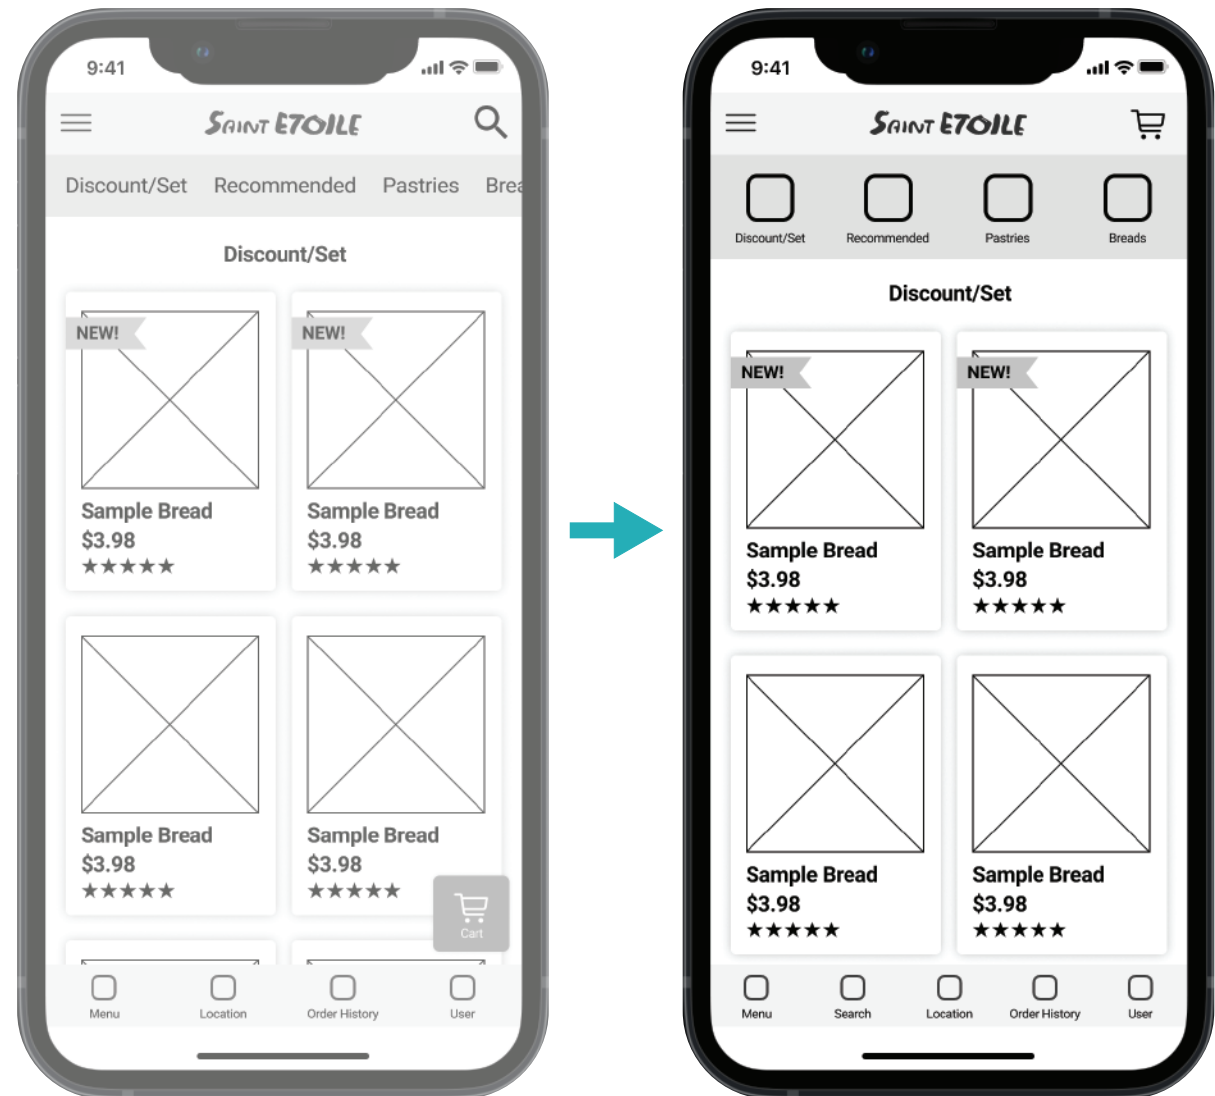 9:41
SAINT ETOILE
Discount/Set Recommended Pastries Brea
Discount/Set
NEW! NEW!
Sample Bread Sample Bread
$3.98 $3.98
★★★★★ ★★★★★
Sample Bread Sample Bread
$3.98 $3.98
★★★★★ ★★★★★
Cart
Menu Location Order History User
9:41
SAINT ETOILE
Discount/Set Recommended Pastries Breads
Discount/Set
NEW! NEW!
Sample Bread Sample Bread
$3.98 $3.98
★★★★★ ★★★★★
Sample Bread Sample Bread
$3.98 $3.98
★★★★★ ★★★★★
Menu Search Location Order History User